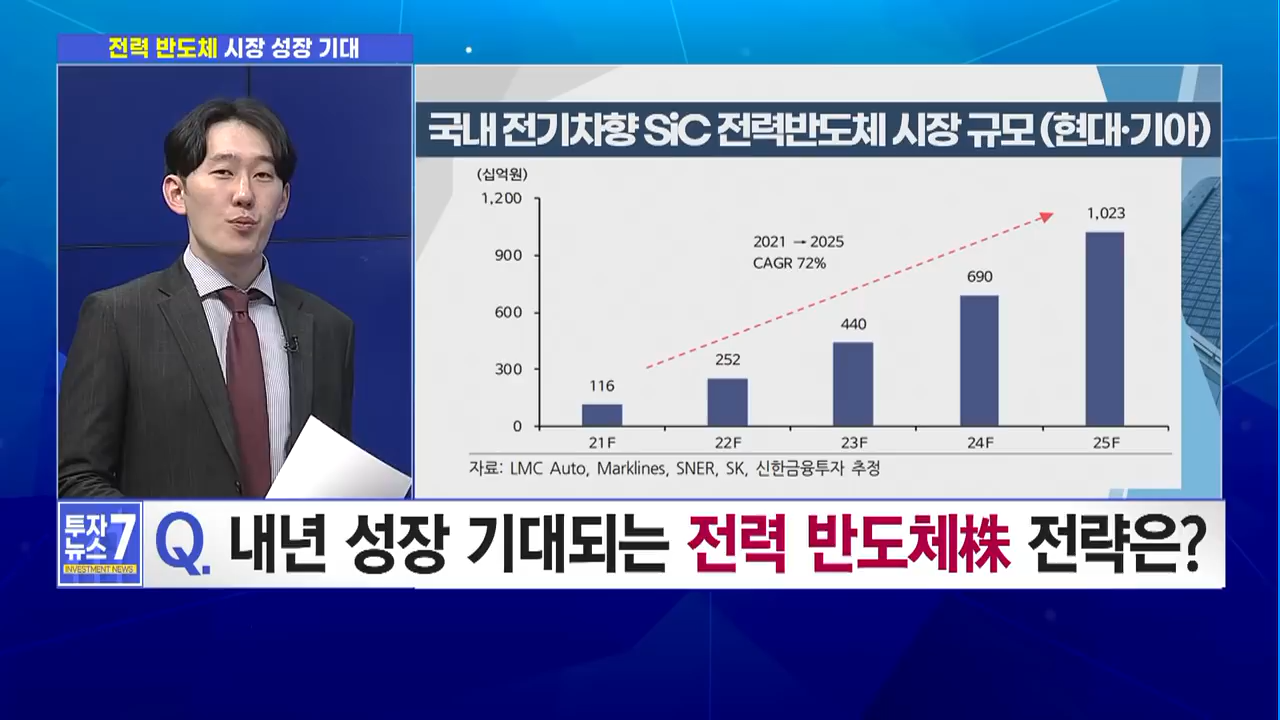 전력 반도체 시장 성장 기대
국내 전기차향 SiC 전력반도체 시장 규모 (현대·기아)
(십억원)
1,200
900
600
300
0
2021 → 2025
CAGR 72%
116
252
440
690
1,023
21F
22F
23F
24F
25F
자료: LMC Auto, Marklines, SNER, SK, 신한금융투자 추정
투자
뉴스 7
INVESTMENT NEWS
Q. 내년 성장 기대되는 전력 반도체株 전략은?